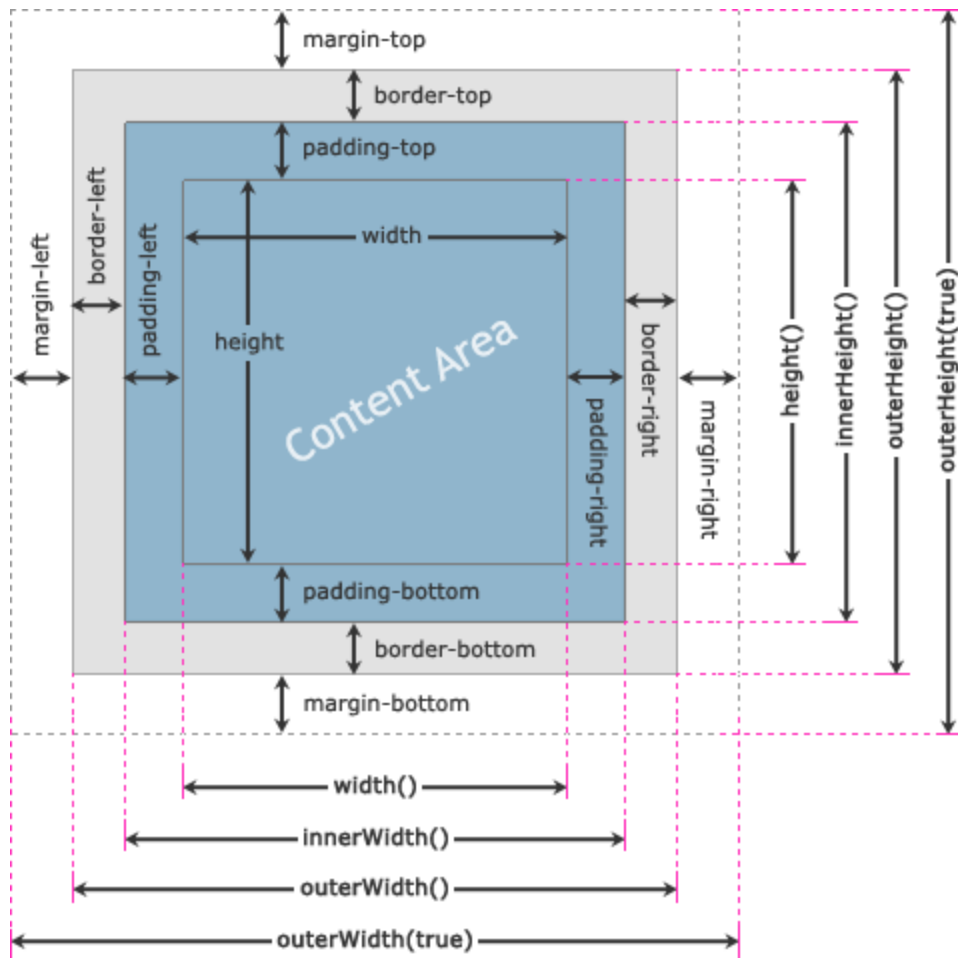 margin-top
border-top
padding-top
margin-left
border-left
padding-left
width
height
Content Area
padding-right
border-right
margin-right
height()
innerHeight()
outerHeight()
outerHeight(true)
padding-bottom
border-bottom
margin-bottom
width()
innerWidth()
outerWidth()
outerWidth(true)